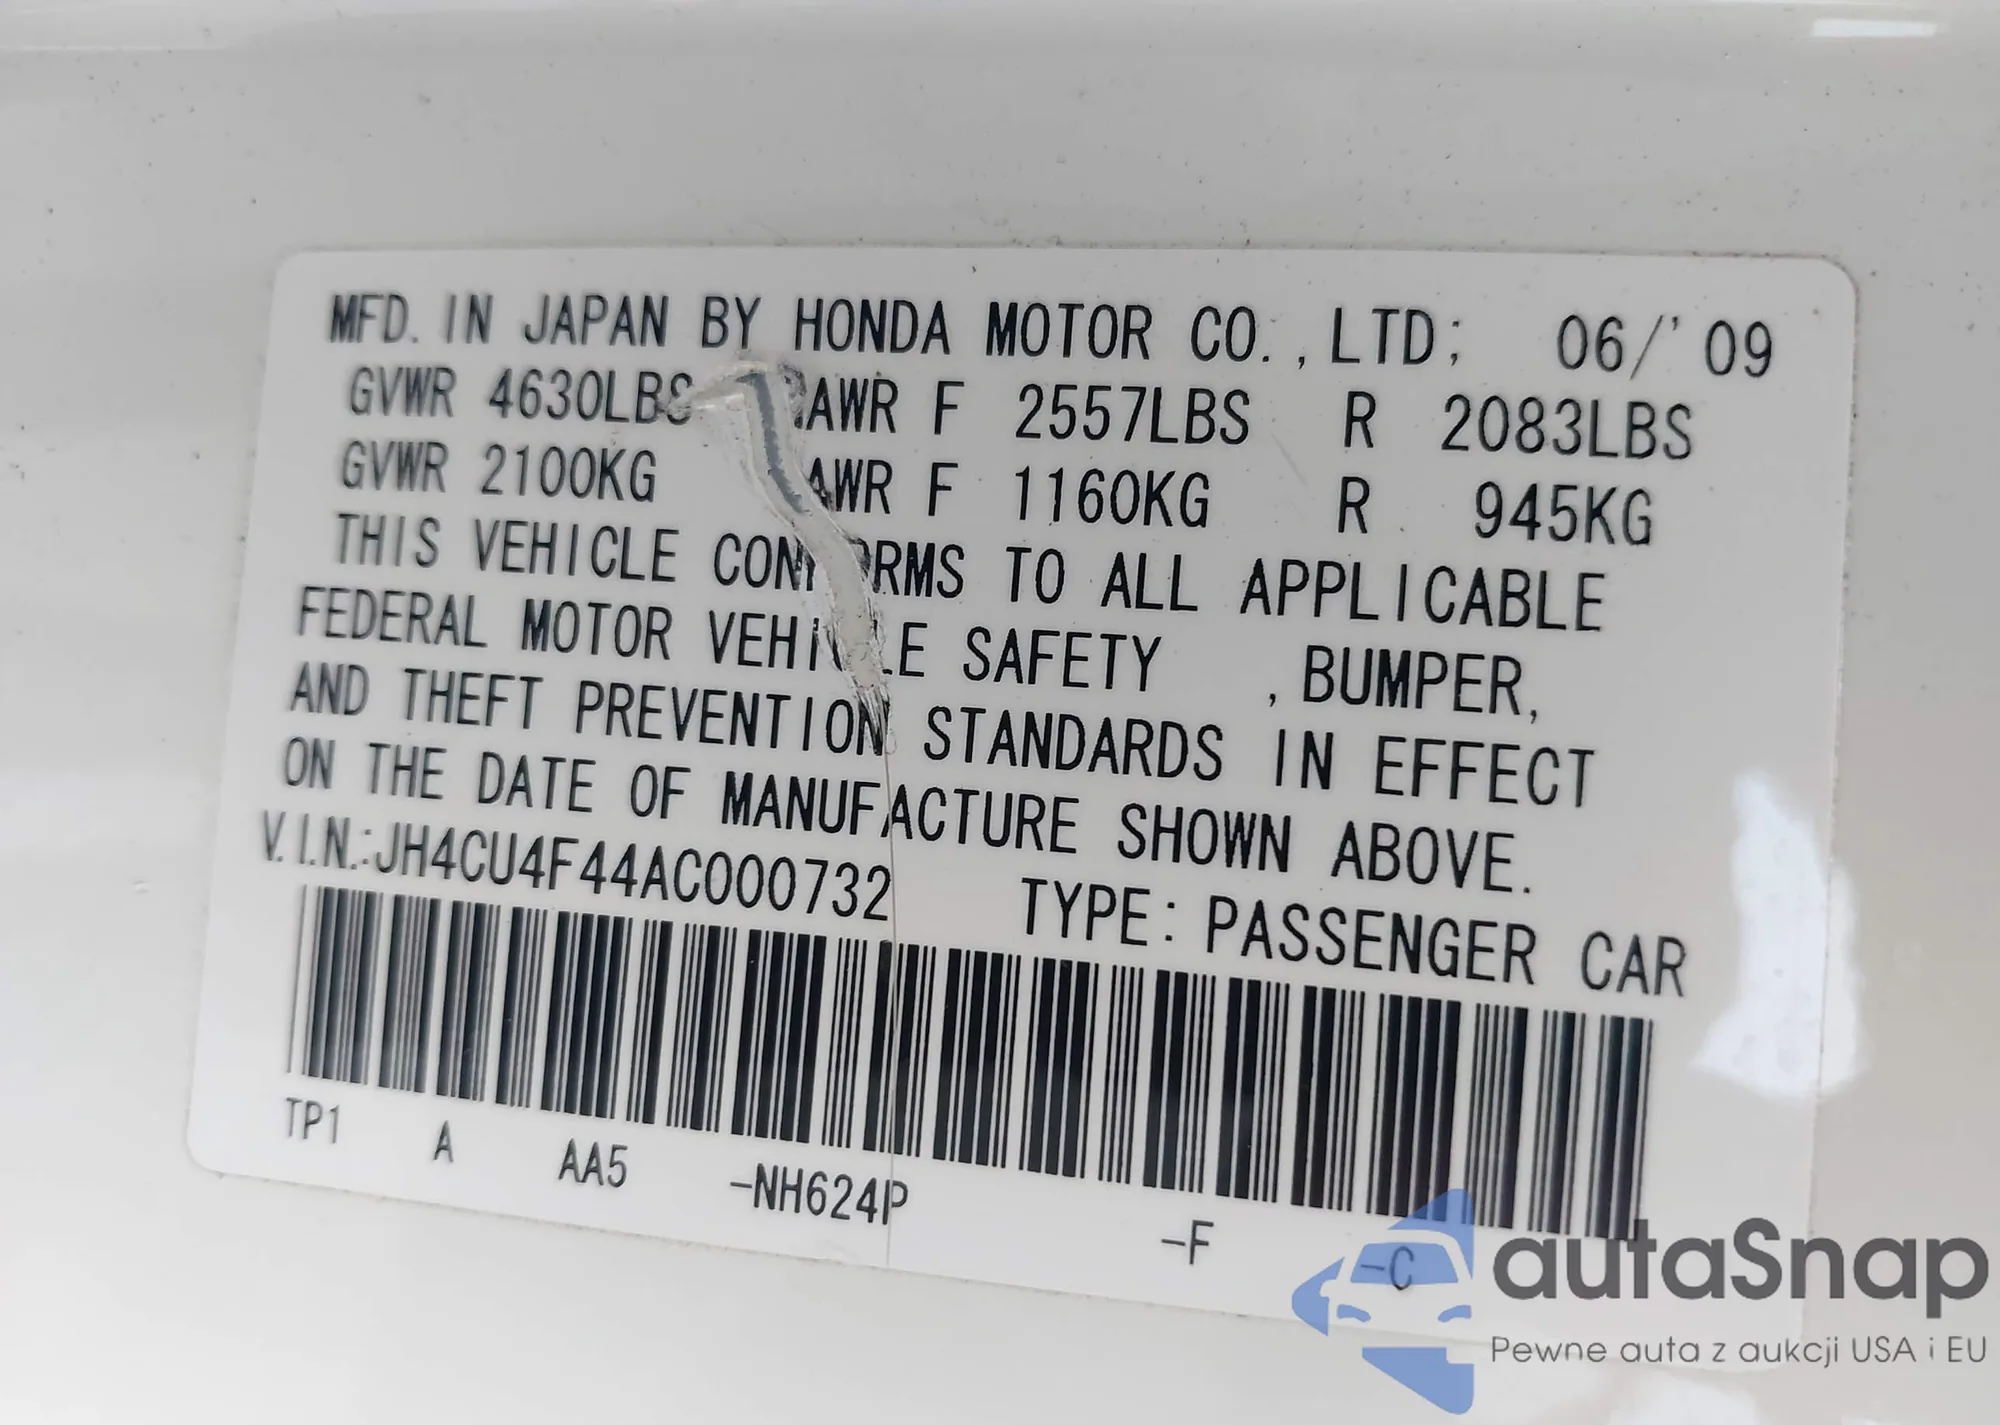 MFD. IN JAPAN BY HONDA MOTOR CO., LTD; 06/'09
GVWR 4630LBS GAWR F 2557LBS R 2083LBS
GVWR 2100KG GAWR F 1160KG R 945KG
THIS VEHICLE CONFORMS TO ALL APPLICABLE
FEDERAL MOTOR VEHICLE SAFETY , BUMPER,
AND THEFT PREVENTION STANDARDS IN EFFECT
ON THE DATE OF MANUFACTURE SHOWN ABOVE.
V.I.N.:JH4CU4F44AC000732 TYPE: PASSENGER CAR
TP1 A AA5 -NH624P -F -C
autaSnap
Pewne auta z aukcji USA i EU